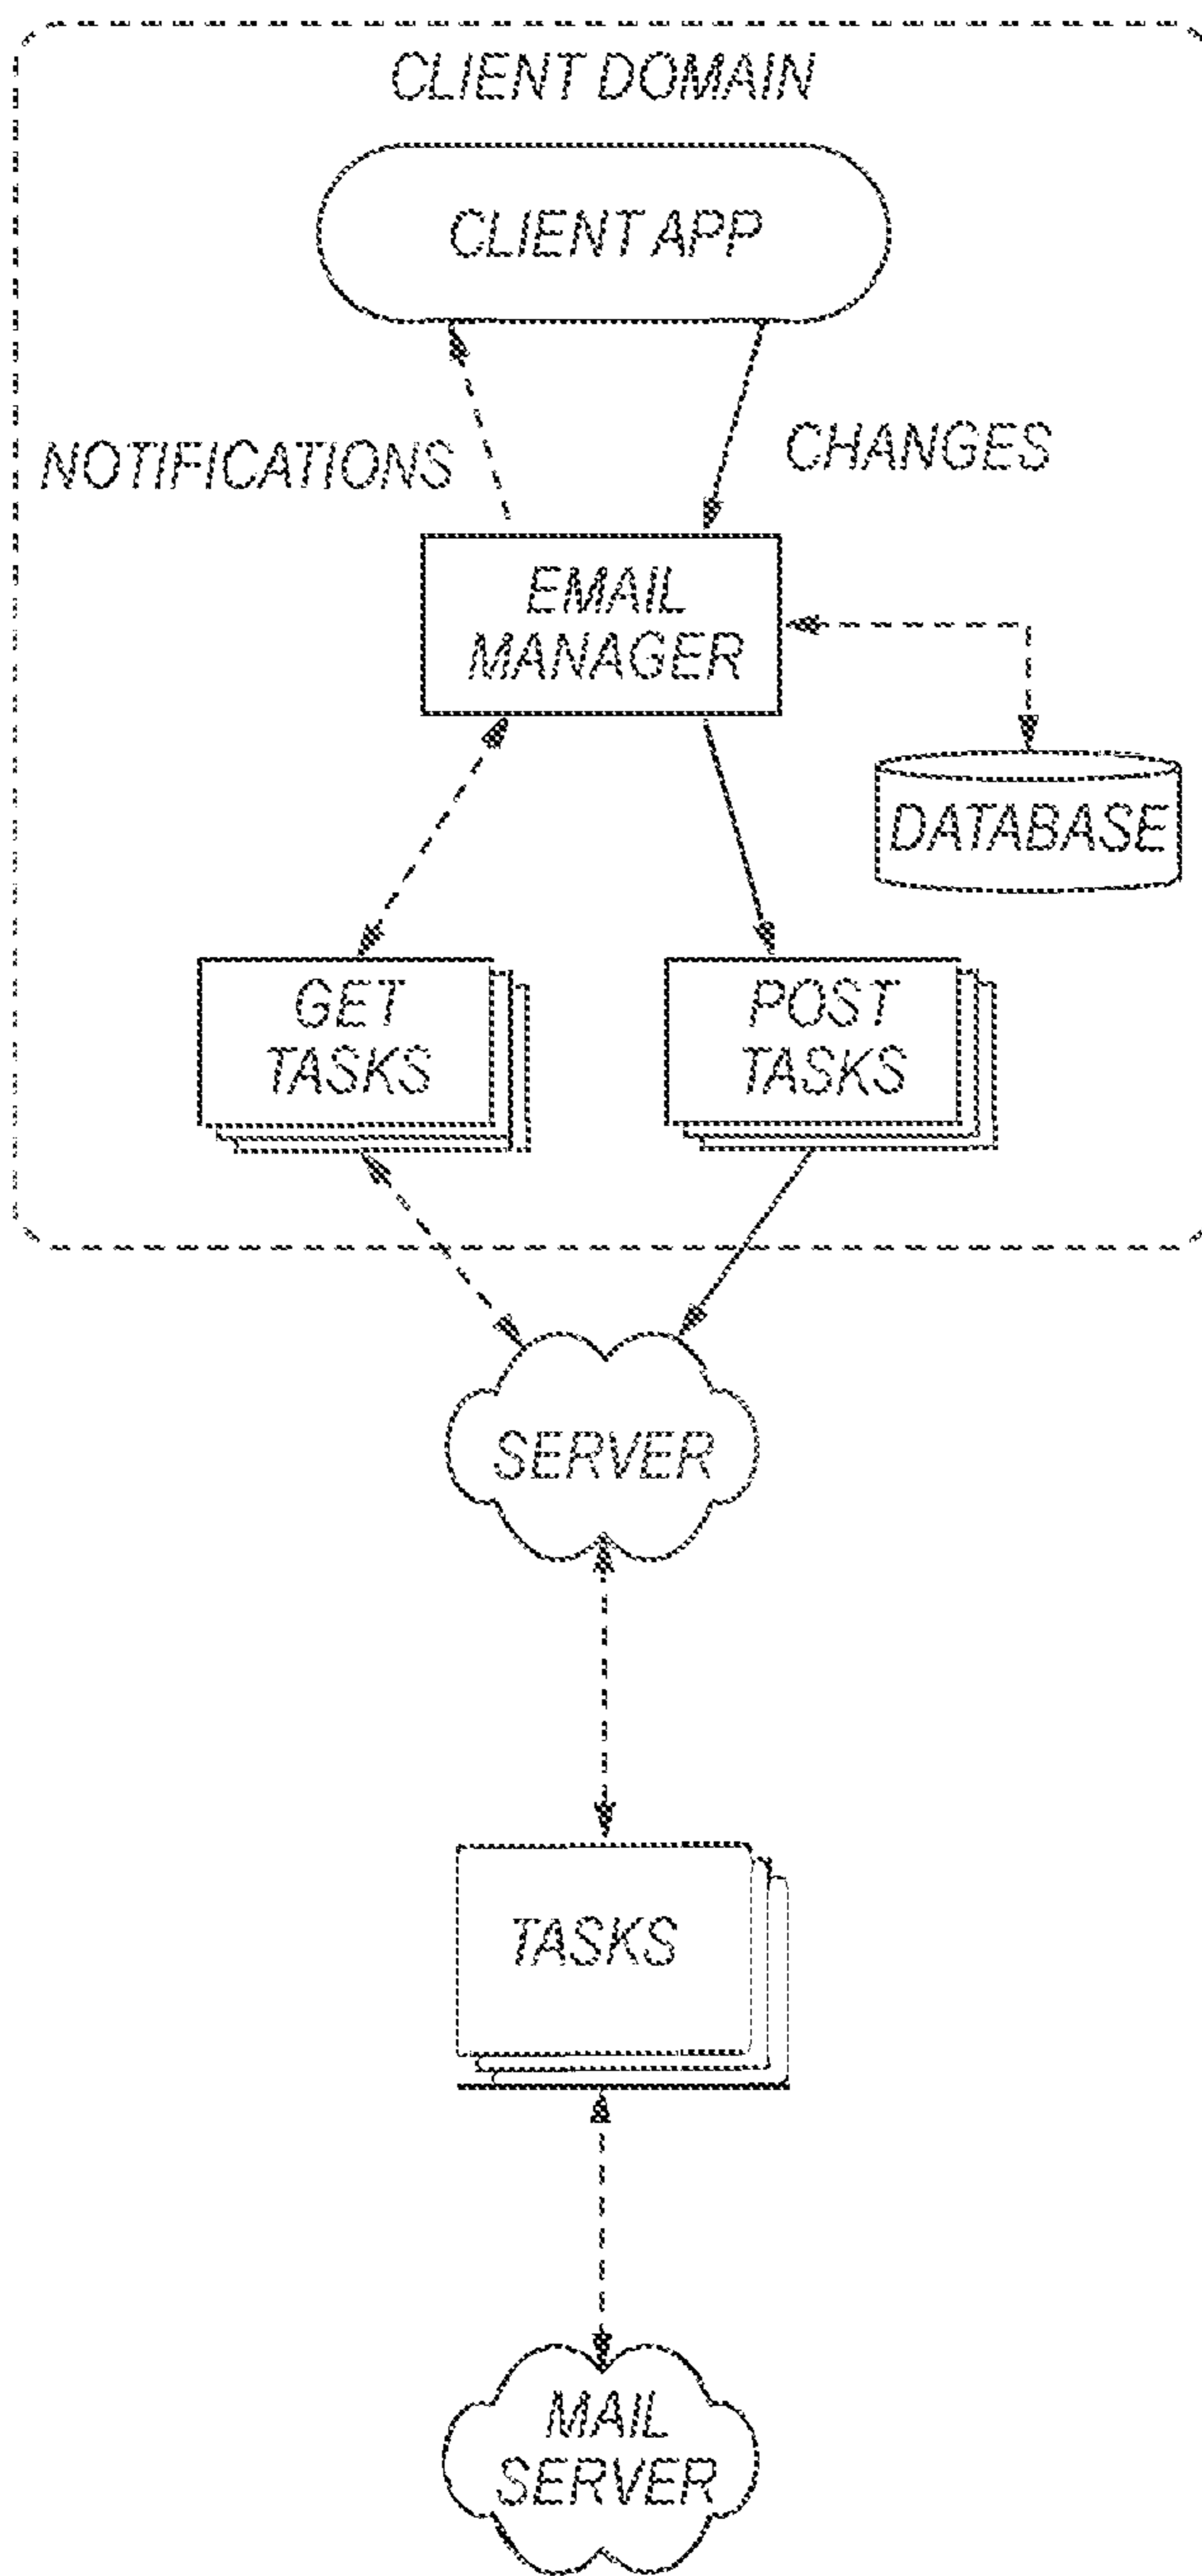 CLIENT DOMAIN
CLIENT APP
NOTIFICATIONS
CHANGES
EMAIL
MANAGER
DATABASE
GET
TASKS
POST
TASKS
SERVER
TASKS
MAIL
SERVER